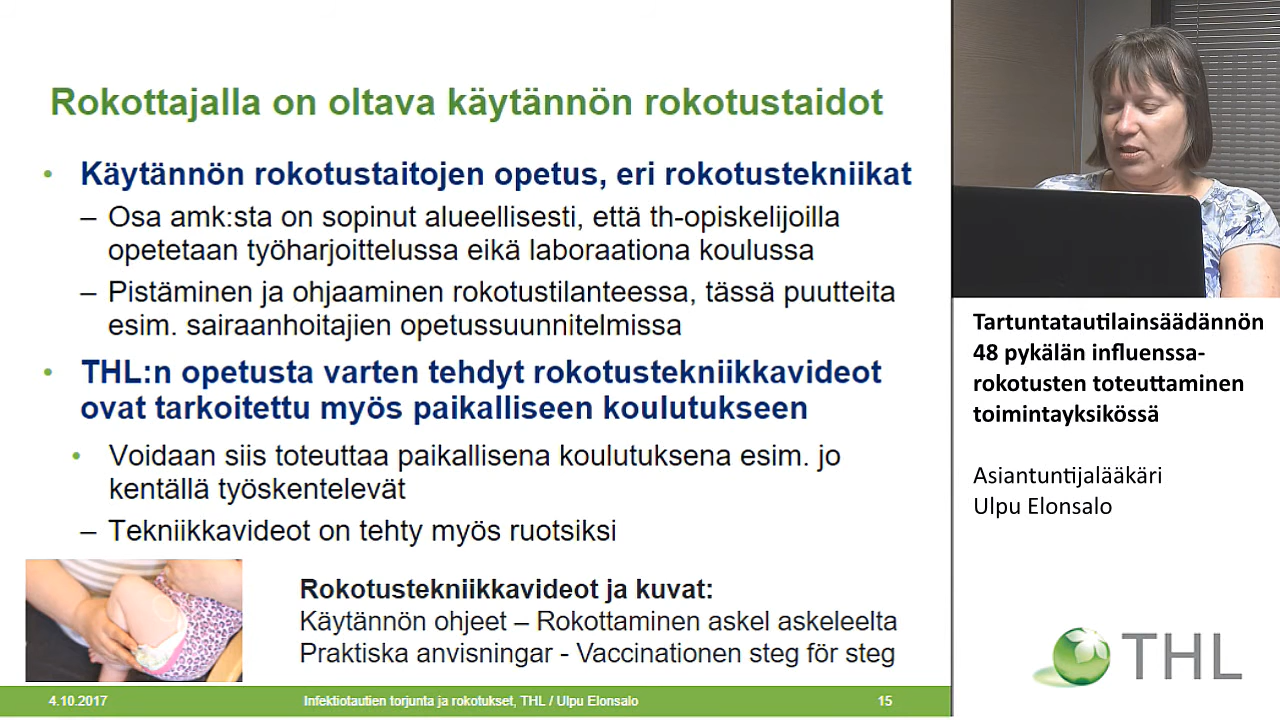 Rokottajalla on oltava käytännön rokotustaidot
• Käytännön rokotustaitojen opetus, eri rokotustekniikat
– Osa amk:sta on sopinut alueellisesti, että th-opiskelijoilla
opetetaan työharjoittelussa eikä laboraationa koulussa
– Pistäminen ja ohjaaminen rokotustilanteessa, tässä puutteita
esim. sairaanhoitajien opetussuunnitelmissa
• THL:n opetusta varten tehdyt rokotustekniikkavideot
ovat tarkoitettu myös paikalliseen koulutukseen
• Voidaan siis toteuttaa paikallisena koulutuksena esim. jo
kentällä työskentelevät
– Tekniikkavideot on tehty myös ruotsiksi
Rokotustekniikkavideot ja kuvat:
Käytännön ohjeet – Rokottaminen askel askeleelta
Praktiska anvisningar - Vaccinationen steg för steg
4.10.2017
Infektiotautien torjunta ja rokotukset, THL / Ulpu Elonsalo
15
Tartuntatautilainsäädännön
48 pykälän influenssa-
rokotusten toteuttaminen
toimintayksikössä
Asiantuntijalääkäri
Ulpu Elonsalo
THL